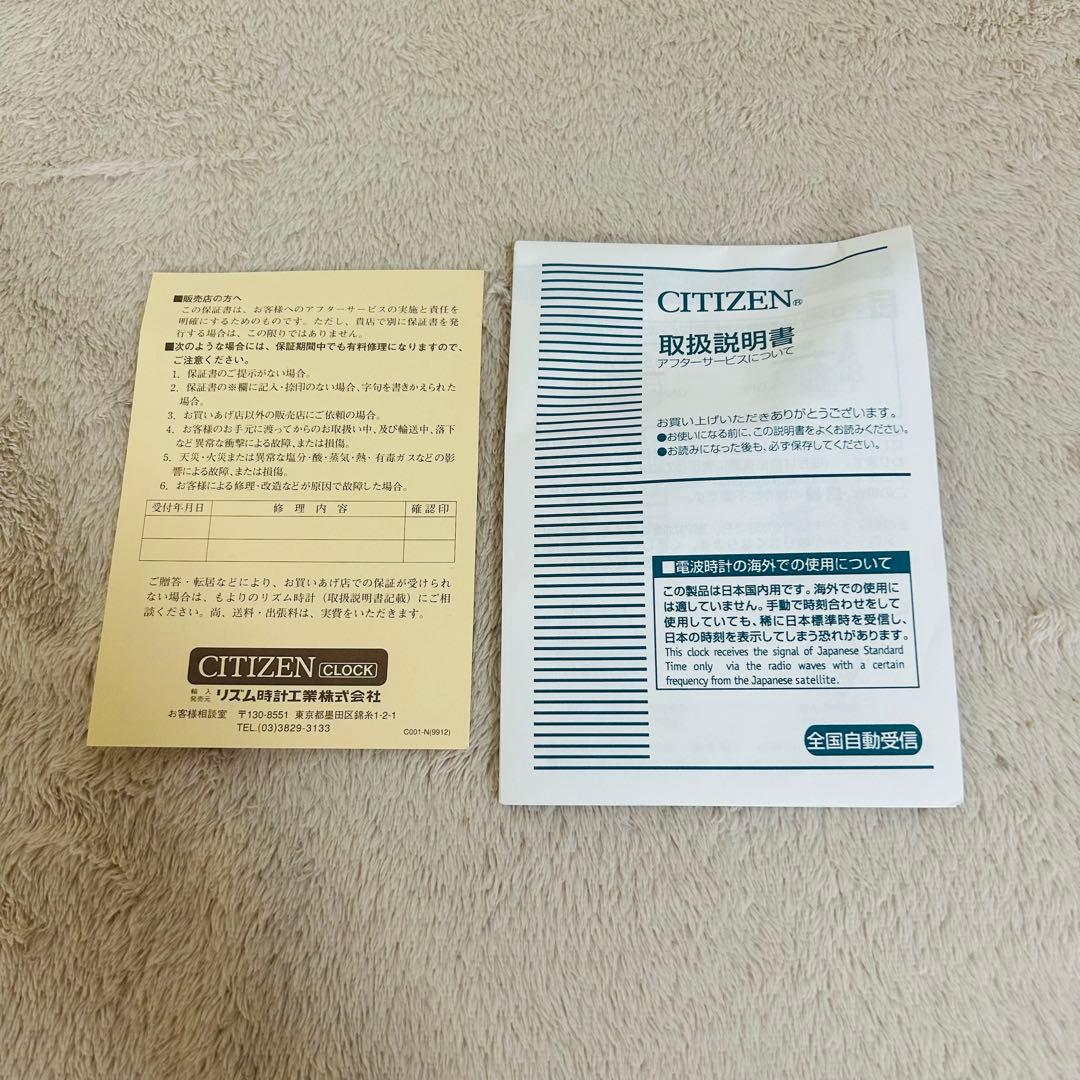 ■販売店の方へ
この保証書は、お客様へのアフターサービスの実施と責任を
明確にするためのものです。ただし、貴店で別に保証書を発
行する場合は、この限りではありません。
■次のような場合には、保証期間中でも有料修理になりますので、
ご注意ください。
1. 保証書のご提示がない場合。
2. 保証書の※欄に記入・捺印のない場合、字句を書きかえられた
場合。
3. お買いあげ店以外の販売店にご依頼の場合。
4. お客様のお手元に渡ってからのお取扱い中、及び輸送中、落下
など異常な衝撃による故障、または損傷。
5. 天災・火災または異常な塩分・酸・蒸気・熱・有毒ガスなどの影
響による故障、または損傷。
6. お客様による修理・改造などが原因で故障した場合。
受付年月日 修理内容 確認印
ご贈答・転居などにより、お買いあげ店での保証が受けられ
ない場合は、もよりのリズム時計(取扱説明書記載)にご相
談ください。尚、送料・出張料は、実費をいただきます。
CITIZEN CLOCK
輸入発売元 リズム時計工業株式会社
お客様相談室 〒130-8551 東京都墨田区錦糸1-2-1
TEL.(03)3829-3133
C001-N(9912)
CITIZEN®
取扱説明書
アフターサービスについて
お買い上げいただきありがとうございます。
●お使いになる前に、この説明書をよくお読みください。
●お読みになった後も、必ず保存してください。
■電波時計の海外での使用について
この製品は日本国内用です。海外での使用に
は適していません。手動で時刻合わせをして
使用していても、稀に日本標準時を受信し、
日本の時刻を表示してしまう恐れがあります。
This clock receives the signal of Japanese Standard
Time only via the radio waves with a certain
frequency from the Japanese satellite.
全国自動受信